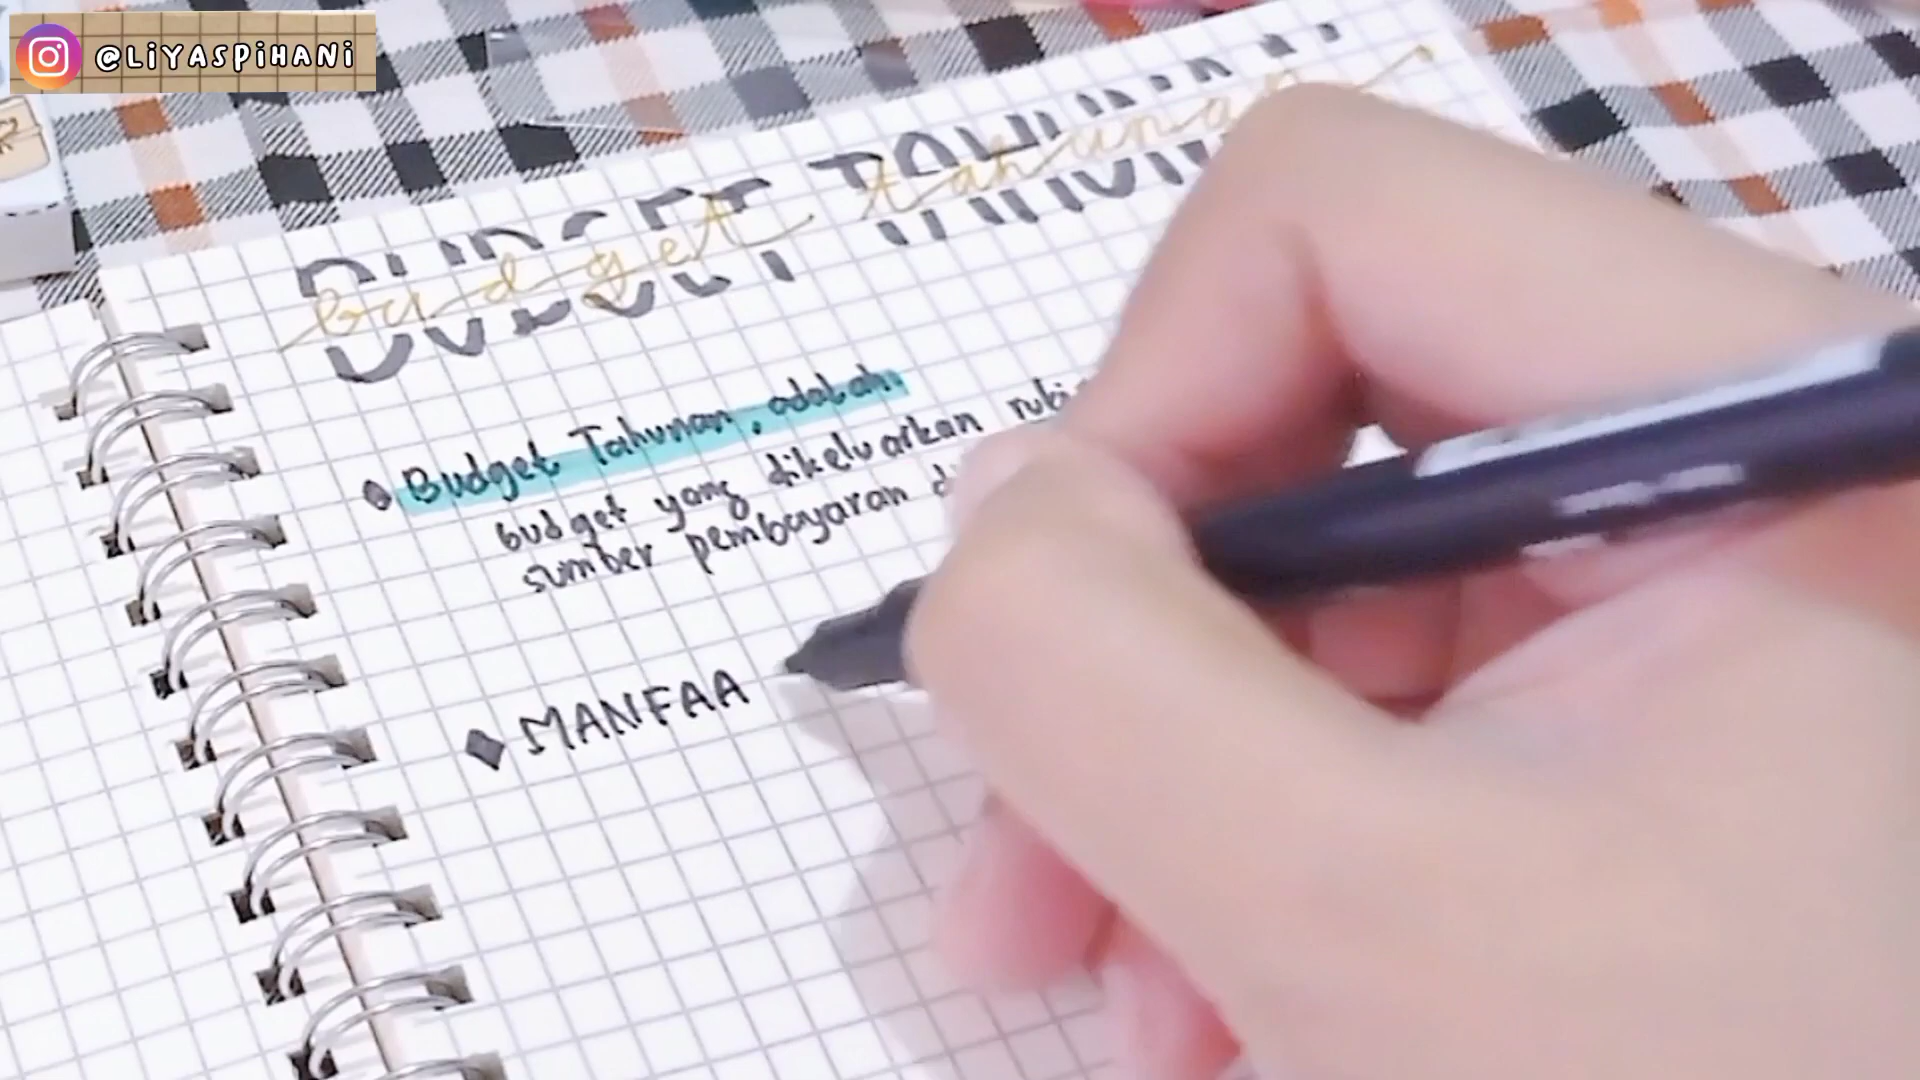 @LIYASPIHANI
BUDGET TAHUNAN
budget tahunan
Budget Tahunan, adalah
budget yang dikeluarkan
sumber pembayaran
MANFAA